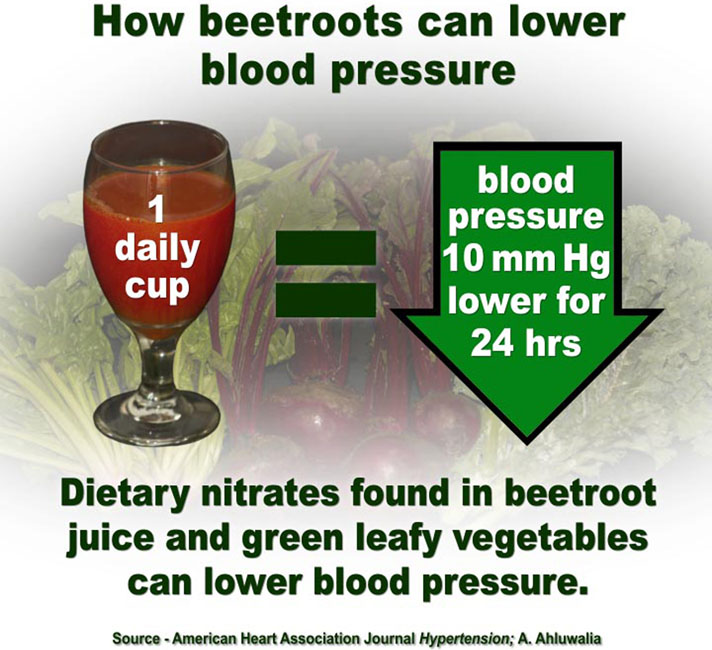 How beetroots can lower
blood pressure
1
daily
cup
blood
pressure
10 mm Hg
lower for
24 hrs
Dietary nitrates found in beetroot
juice and green leafy vegetables
can lower blood pressure.
Source - American Heart Association Journal Hypertension; A. Ahluwalia